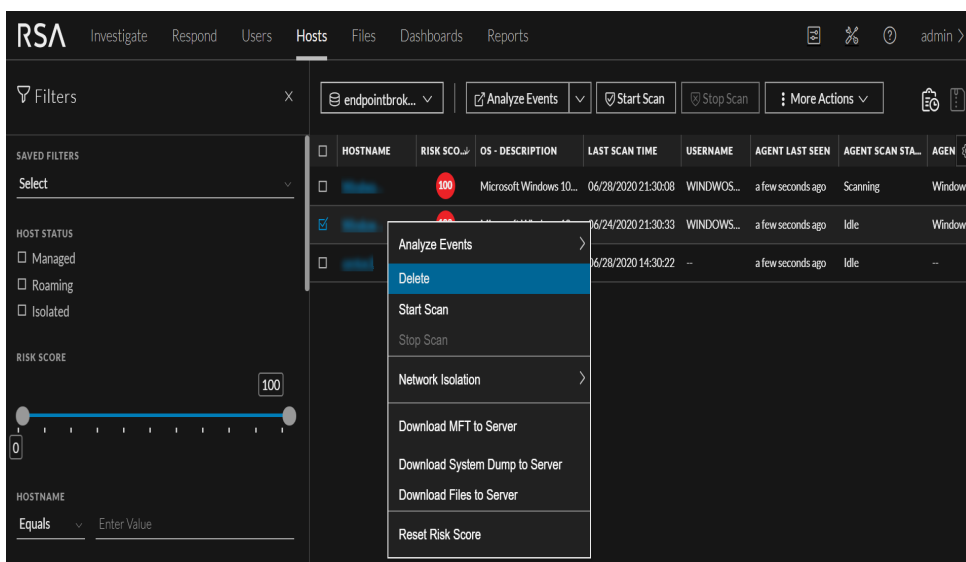 RSA Investigate Respond Users Hosts Files Dashboards Reports admin
Filters X
endpointbrok... Analyze Events Start Scan Stop Scan More Actions
SAVED FILTERS
Select
HOST STATUS
Managed
Roaming
Isolated
RISK SCORE
100
0
HOSTNAME
Equals Enter Value
HOSTNAME RISK SCO... OS - DESCRIPTION LAST SCAN TIME USERNAME AGENT LAST SEEN AGENT SCAN STA... AGEN
100 Microsoft Windows 10... 06/28/2020 21:30:08 WINDWOS... a few seconds ago Scanning Window
06/24/2020 21:30:33 WINDOWS... a few seconds ago Idle Window
06/28/2020 14:30:22 -- a few seconds ago Idle --
Analyze Events
Delete
Start Scan
Stop Scan
Network Isolation
Download MFT to Server
Download System Dump to Server
Download Files to Server
Reset Risk Score